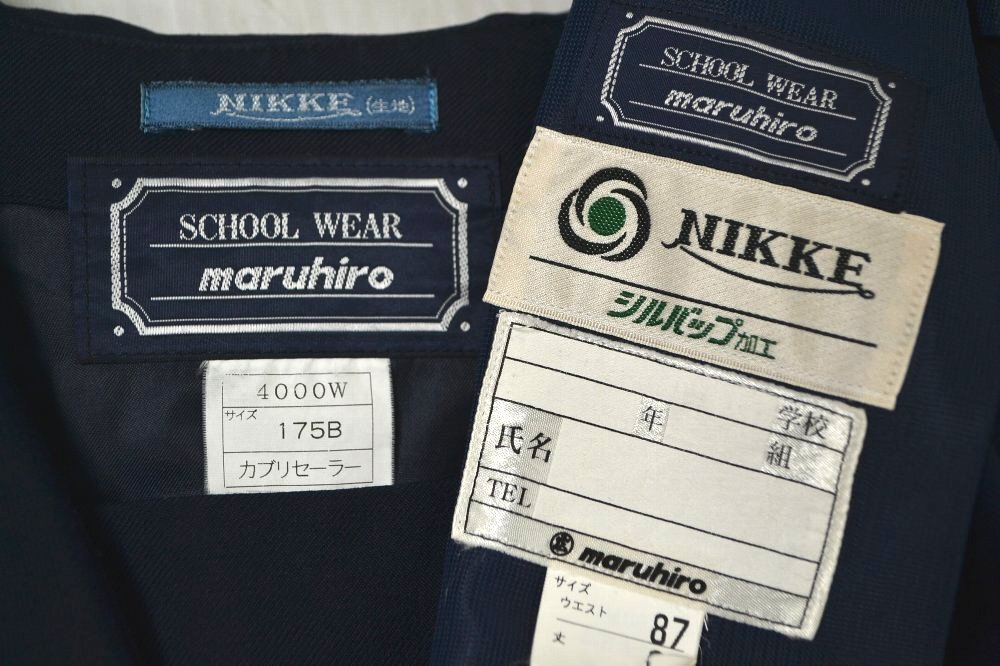 NIKKE (生地)
SCHOOL WEAR
maruhiro
4000W
サイズ
175B
カブリセーラー
SCHOOL WEAR
maruhiro
NIKKE
シルバップ加工
学校
年
組
氏名
TEL
maruhiro
サイズ
ウエスト
87
丈